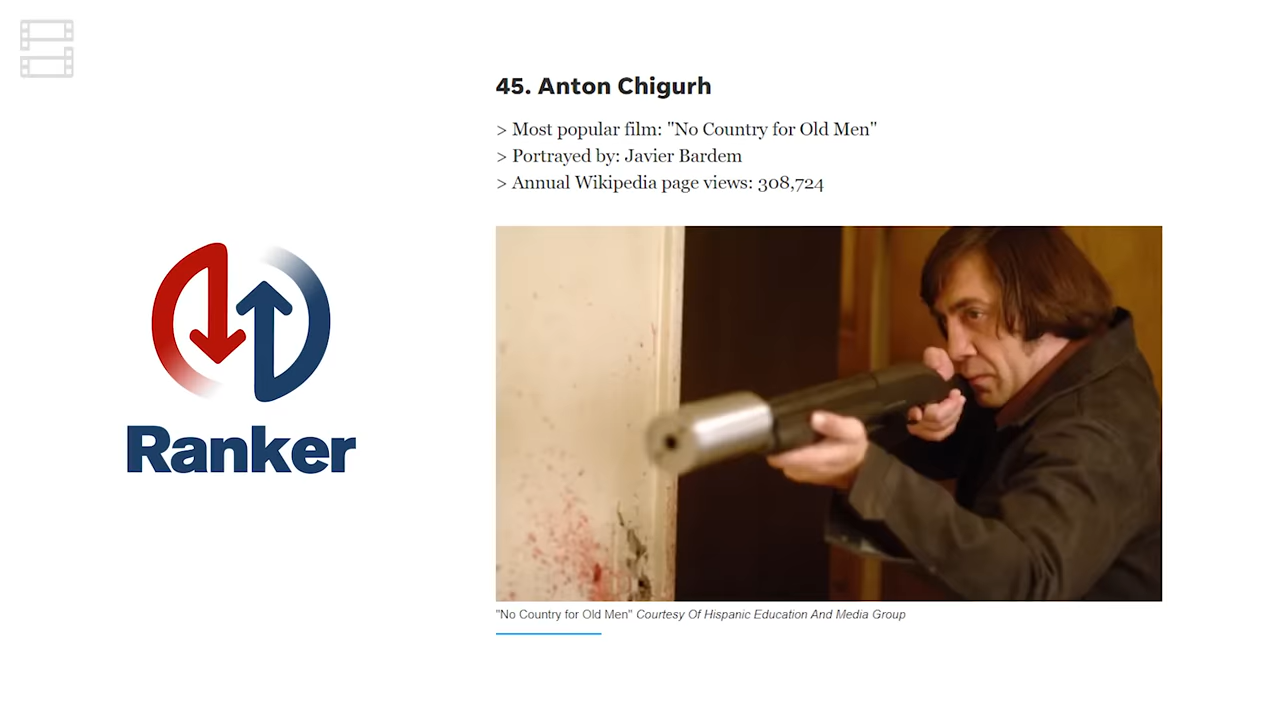 45. Anton Chigurh
> Most popular film: "No Country for Old Men"
> Portrayed by: Javier Bardem
> Annual Wikipedia page views: 308,724
Ranker
"No Country for Old Men" Courtesy Of Hispanic Education And Media Group